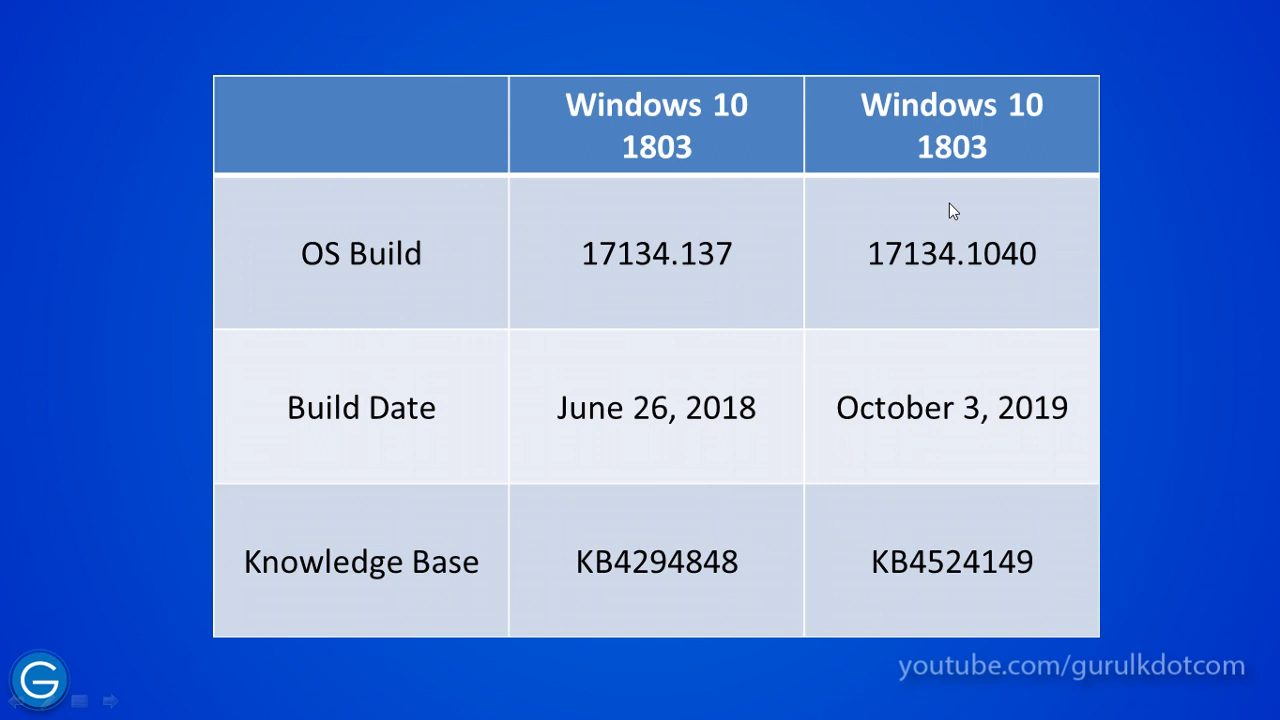 Windows 10 Windows 10
1803 1803
OS Build 17134.137 17134.1040
Build Date June 26, 2018 October 3, 2019
Knowledge Base KB4294848 KB4524149
G
youtube.com/gurulkdotcom